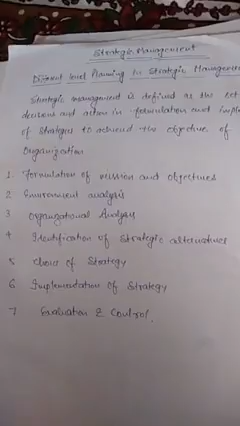 Strategic Management
Different level Planning In Strategic Management
Strategic management is defined as the set
decisions and action in formulation and impl
of Strategies to achieved the objective of
Organization
1. Formulation of mission and objectives
2 Environment analysis
3 Organizational Analysis
4 Identification of Strategic alternatives
5 Choice of Strategy
6 Implementation of Strategy
7 Evaluation & Control.